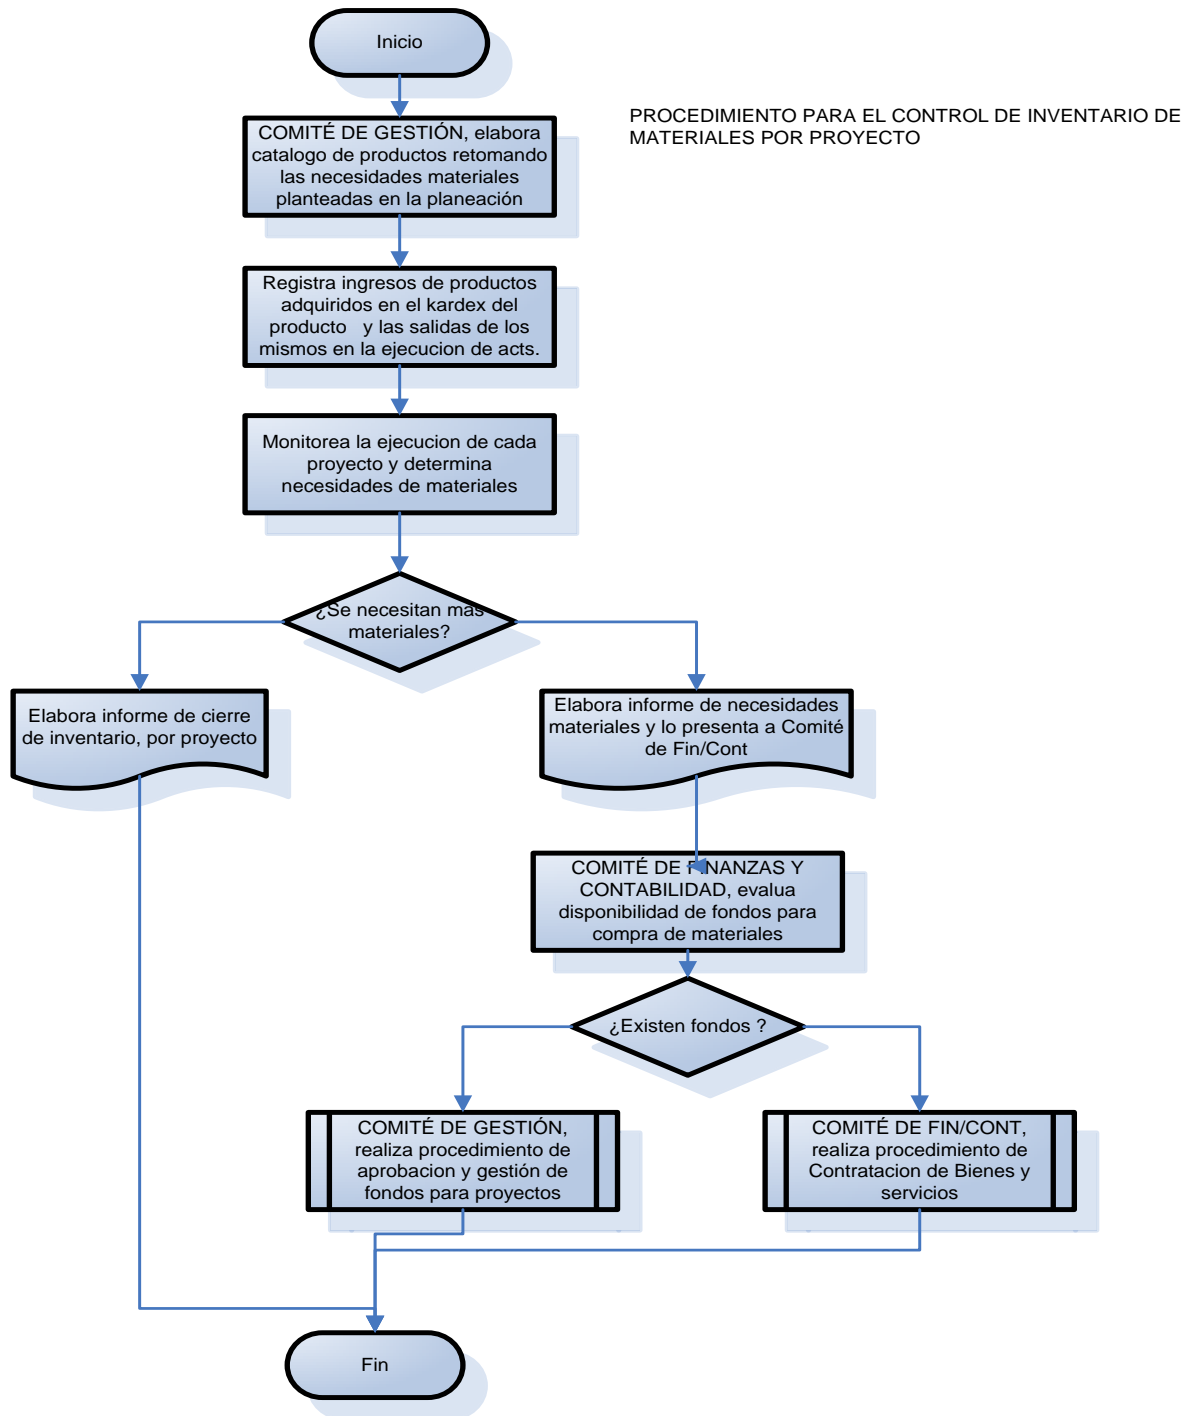 Inicio
PROCEDIMIENTO PARA EL CONTROL DE INVENTARIO DE
MATERIALES POR PROYECTO
COMITÉ DE GESTIÓN, elabora
catalogo de productos retomando
las necesidades materiales
planteadas en la planeación
Registra ingresos de productos
adquiridos en el kardex del
producto y las salidas de los
mismos en la ejecucion de acts.
Monitorea la ejecucion de cada
proyecto y determina
necesidades de materiales
¿Se necesitan mas
materiales?
Elabora informe de cierre
de inventario, por proyecto
Elabora informe de necesidades
materiales y lo presenta a Comité
de Fin/Cont
COMITÉ DE FINANZAS Y
CONTABILIDAD, evalua
disponibilidad de fondos para
compra de materiales
¿Existen fondos ?
COMITÉ DE GESTIÓN,
realiza procedimiento de
aprobacion y gestión de
fondos para proyectos
COMITÉ DE FIN/CONT,
realiza procedimiento de
Contratacion de Bienes y
servicios
Fin